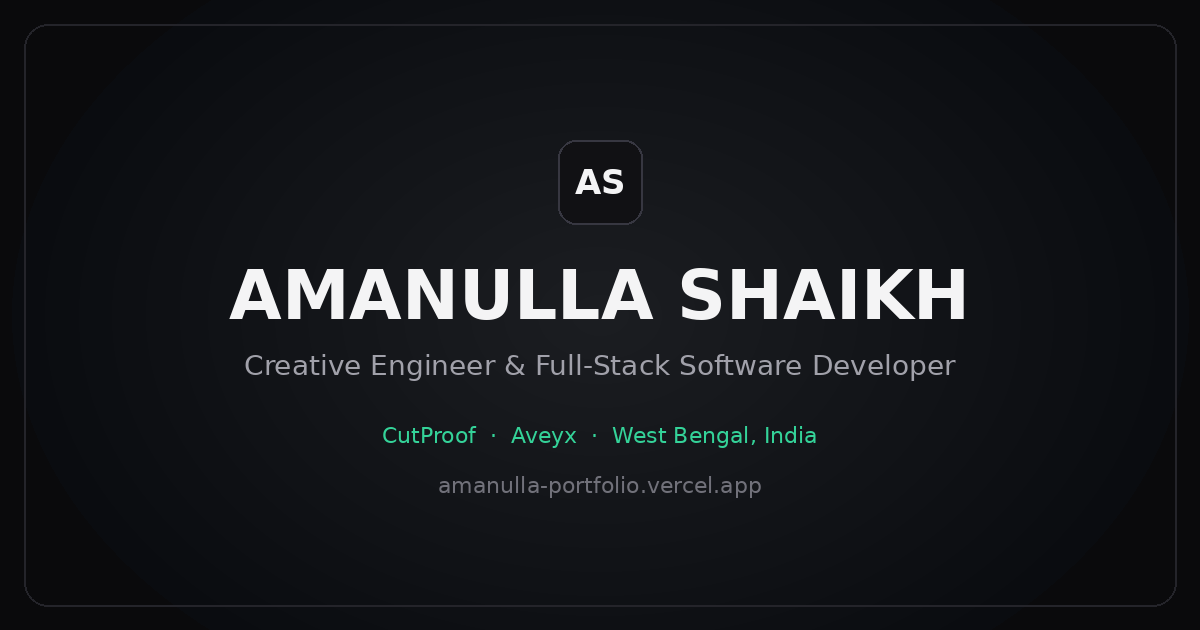 AS
AMANULLA SHAIKH
Creative Engineer & Full-Stack Software Developer
CutProof · Aveyx · West Bengal, India
amanulla-portfolio.vercel.app